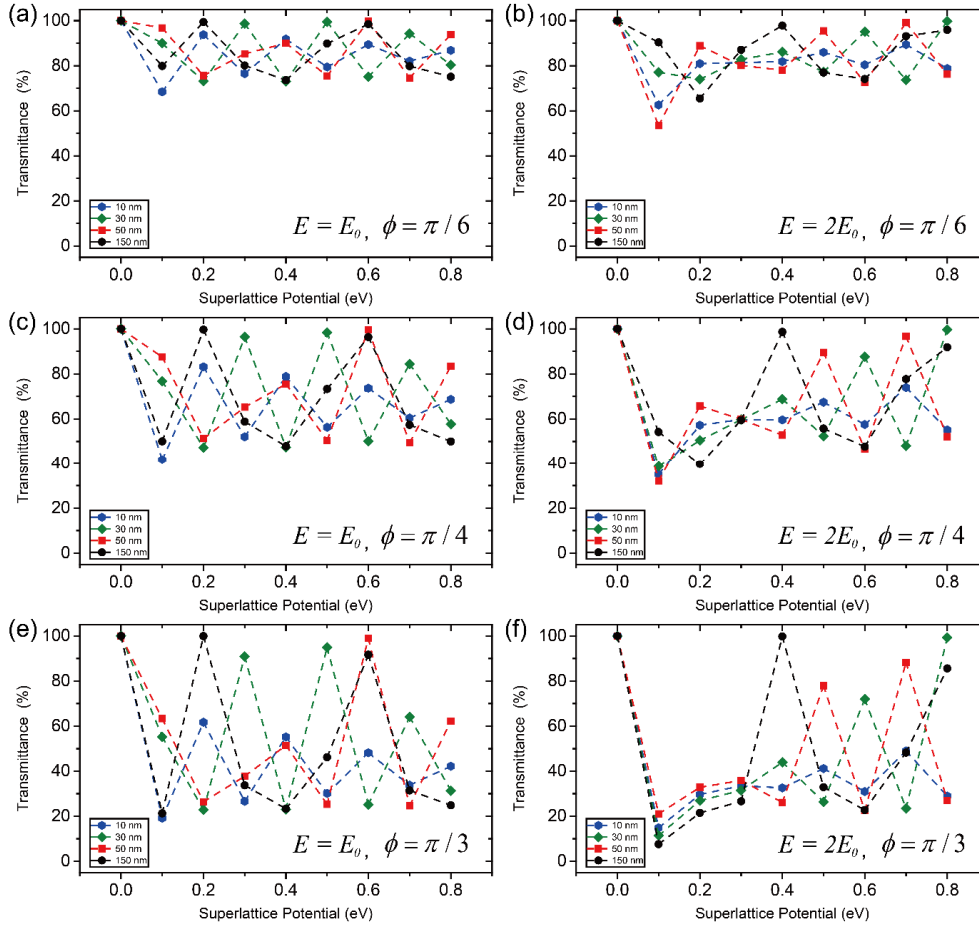 (a)
100
80
60
40
20
0
Transmittance (%)
10 nm
30 nm
50 nm
150 nm
E = E₀, ϕ = π / 6
0.0 0.2 0.4 0.6 0.8
Superlattice Potential (eV)
(b)
100
80
60
40
20
0
Transmittance (%)
10 nm
30 nm
50 nm
150 nm
E = 2E₀, ϕ = π / 6
0.0 0.2 0.4 0.6 0.8
Superlattice Potential (eV)
(c)
100
80
60
40
20
0
Transmittance (%)
10 nm
30 nm
50 nm
150 nm
E = E₀, ϕ = π / 4
0.0 0.2 0.4 0.6 0.8
Superlattice Potential (eV)
(d)
100
80
60
40
20
0
Transmittance (%)
10 nm
30 nm
50 nm
150 nm
E = 2E₀, ϕ = π / 4
0.0 0.2 0.4 0.6 0.8
Superlattice Potential (eV)
(e)
100
80
60
40
20
0
Transmittance (%)
10 nm
30 nm
50 nm
150 nm
E = E₀, ϕ = π / 3
0.0 0.2 0.4 0.6 0.8
Superlattice Potential (eV)
(f)
100
80
60
40
20
0
Transmittance (%)
10 nm
30 nm
50 nm
150 nm
E = 2E₀, ϕ = π / 3
0.0 0.2 0.4 0.6 0.8
Superlattice Potential (eV)